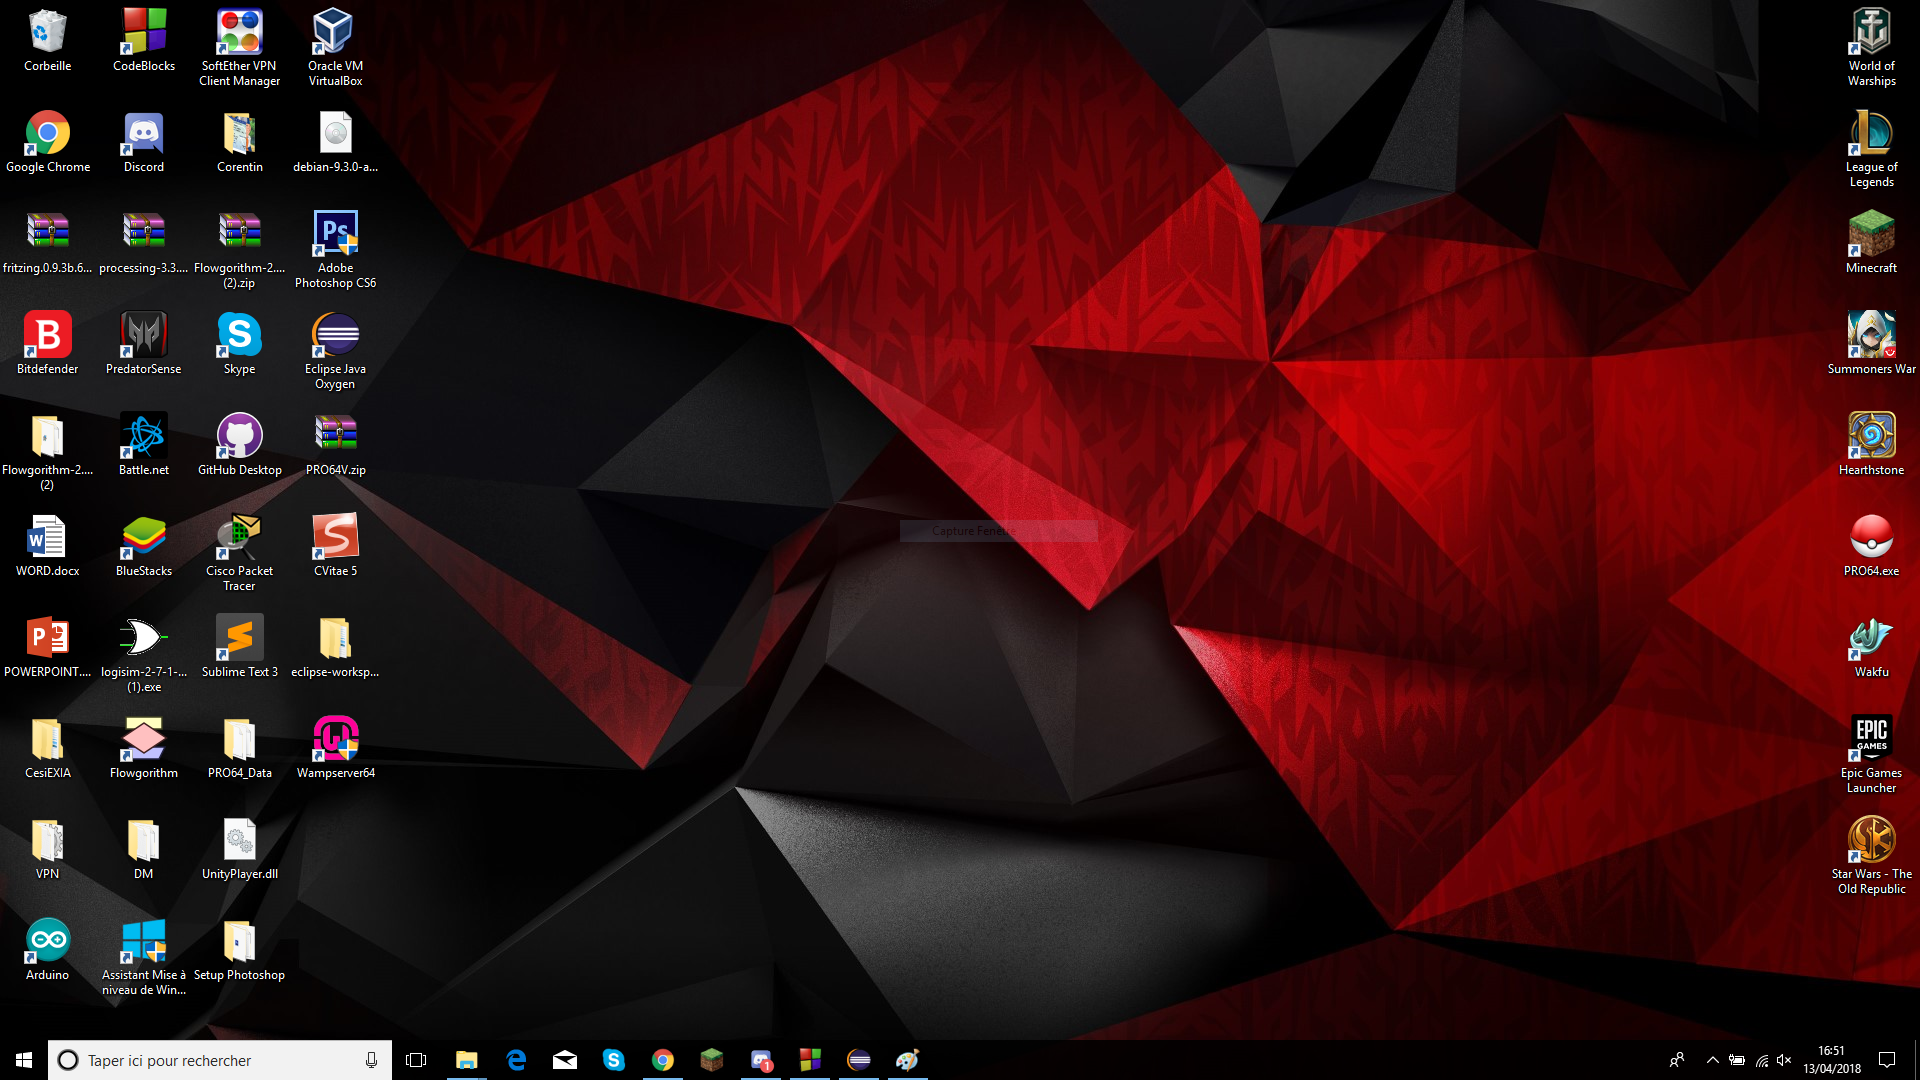 Corbeille
CodeBlocks
SoftEther VPN
Client Manager
Oracle VM
VirtualBox
World of
Warships
Google Chrome
Discord
Corentin
debian-9.3.0-a...
League of
Legends
fritzing.0.9.3b.6...
processing-3.3....
Flowgorithm-2....
(2).zip
Ps
Adobe
Photoshop CS6
Minecraft
B
Bitdefender
PredatorSense
S
Skype
Eclipse Java
Oxygen
Summoners War
Flowgorithm-2....
(2)
Battle.net
GitHub Desktop
PRO64V.zip
Hearthstone
Capture Fenetre
W
WORD.docx
BlueStacks
Cisco Packet
Tracer
S
CVitae 5
PRO64.exe
P
POWERPOINT....
logisim-2-7-1-...
(1).exe
Sublime Text 3
eclipse-worksp...
Wakfu
CesiEXIA
Flowgorithm
PRO64_Data
Wampserver64
EPIC
GAMES
Epic Games
Launcher
VPN
DM
UnityPlayer.dll
Star Wars - The
Old Republic
Arduino
Assistant Mise à
niveau de Win...
Setup Photoshop
Taper ici pour rechercher
1
16:51
13/04/2018